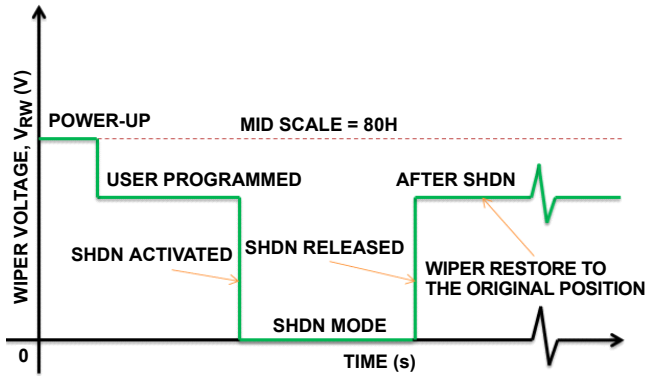 WIPER VOLTAGE, VRW (V)
POWER-UP
MID SCALE = 80H
USER PROGRAMMED
AFTER SHDN
SHDN ACTIVATED
SHDN RELEASED
WIPER RESTORE TO
THE ORIGINAL POSITION
SHDN MODE
0
TIME (s)